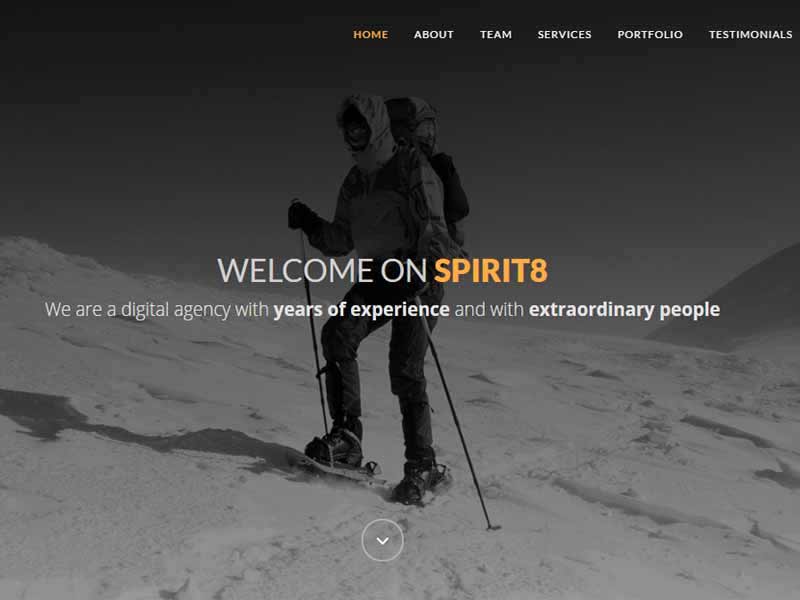 HOME ABOUT TEAM SERVICES PORTFOLIO TESTIMONIALS
WELCOME ON SPIRIT8
We are a digital agency with years of experience and with extraordinary people